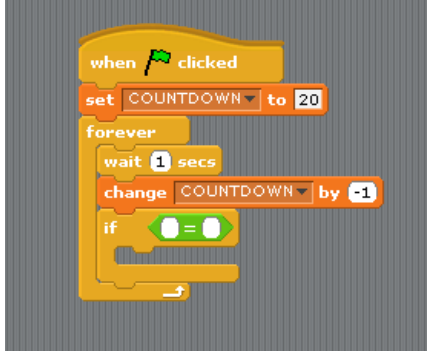 when clicked
set COUNTDOWN to 20
forever
wait 1 secs
change COUNTDOWN by -1
if =